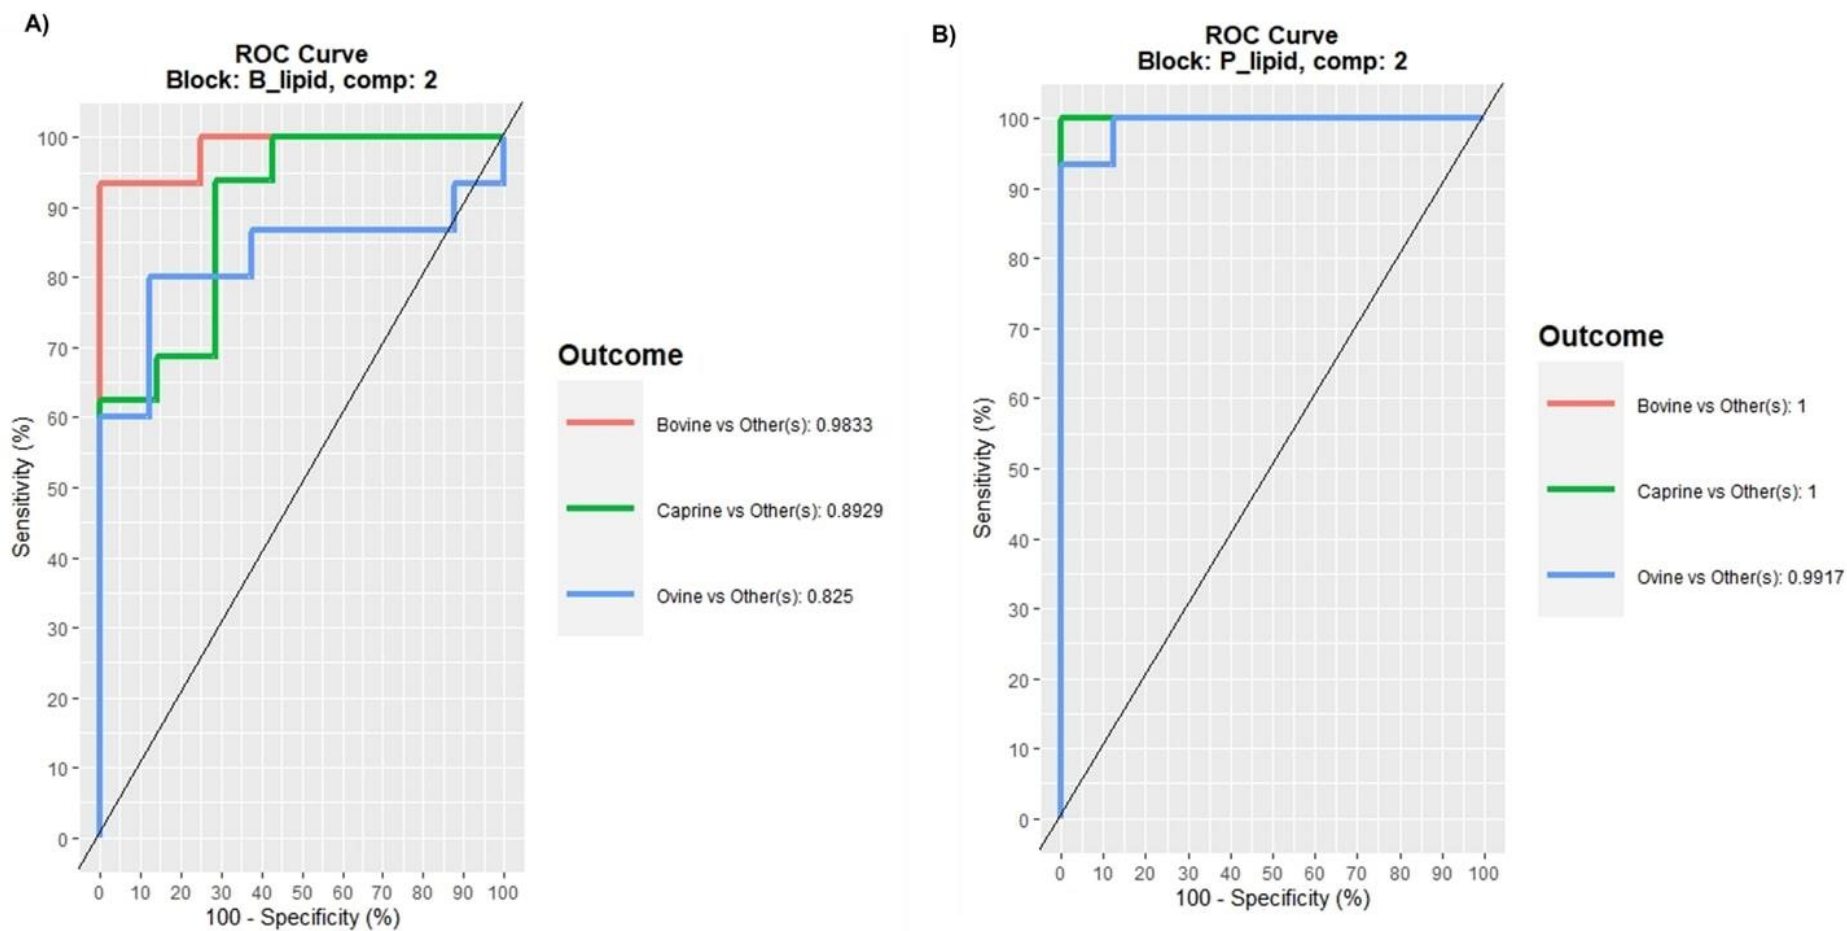 A)
ROC Curve
Block: B_lipid, comp: 2
100
90
80
70
60
50
40
30
20
10
0
Sensitivity (%)
0 10 20 30 40 50 60 70 80 90 100
100 - Specificity (%)
Outcome
Bovine vs Other(s): 0.9833
Caprine vs Other(s): 0.8929
Ovine vs Other(s): 0.825
B)
ROC Curve
Block: P_lipid, comp: 2
100
90
80
70
60
50
40
30
20
10
0
Sensitivity (%)
0 10 20 30 40 50 60 70 80 90 100
100 - Specificity (%)
Outcome
Bovine vs Other(s): 1
Caprine vs Other(s): 1
Ovine vs Other(s): 0.9917